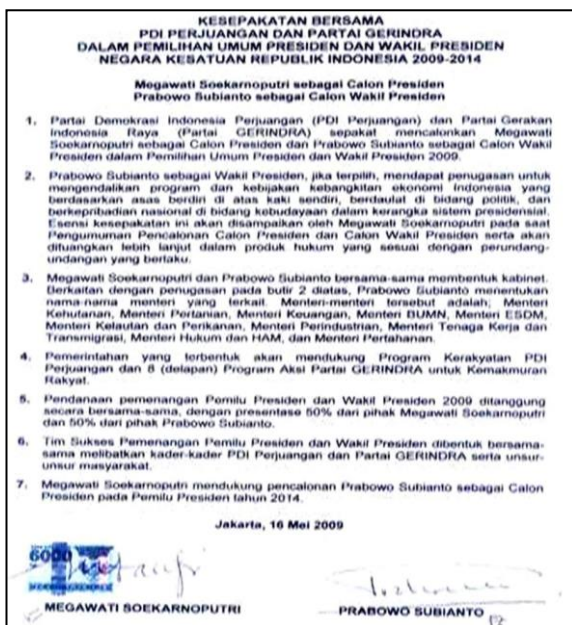 KESEPAKATAN BERSAMA
PDI PERJUANGAN DAN PARTAI GERINDRA
DALAM PEMILIHAN UMUM PRESIDEN DAN WAKIL PRESIDEN
NEGARA KESATUAN REPUBLIK INDONESIA 2009-2014
Megawati Soekarnoputri sebagai Calon Presiden
Prabowo Subianto sebagai Calon Wakil Presiden
1. Partai Demokrasi Indonesia Perjuangan (PDI Perjuangan) dan Partai Gerakan
Indonesia Raya (Partai GERINDRA) sepakat mencalonkan Megawati
Soekarnoputri sebagai Calon Presiden dan Prabowo Subianto sebagai Calon Wakil
Presiden dalam Pemilihan Umum Presiden dan Wakil Presiden 2009.
2. Prabowo Subianto sebagai Wakil Presiden, jika terpilih, mendapat penugasan untuk
mengendalikan program dan kebijakan kebangkitan ekonomi Indonesia yang
berdasarkan asas berdiri di atas kaki sendiri, berdaulat di bidang politik, dan
berkepribadian nasional di bidang kebudayaan dalam kerangka sistem presidensial.
Esensi kesepakatan ini akan disampaikan oleh Megawati Soekarnoputri pada saat
Pengumuman Pencalonan Calon Presiden dan Calon Wakil Presiden serta akan
dituangkan lebih lanjut dalam produk hukum yang sesuai dengan perundang-
undangan yang berlaku.
3. Megawati Soekarnoputri dan Prabowo Subianto bersama-sama membentuk kabinet.
Berkaitan dengan penugasan pada butir 2 diatas, Prabowo Subianto menentukan
nama-nama menteri yang terkait. Menteri-menteri tersebut adalah; Menteri
Kehutanan, Menteri Pertanian, Menteri Keuangan, Menteri BUMN, Menteri ESDM,
Menteri Kelautan dan Perikanan, Menteri Perindustrian, Menteri Tenaga Kerja dan
Transmigrasi, Menteri Hukum dan HAM, dan Menteri Pertahanan.
4. Pemerintahan yang terbentuk akan mendukung Program Kerakyatan PDI
Perjuangan dan 8 (delapan) Program Aksi Partai GERINDRA untuk Kemakmuran
Rakyat.
5. Pendanaan pemenangan Pemilu Presiden dan Wakil Presiden 2009 ditanggung
secara bersama-sama, dengan presentase 50% dari pihak Megawati Soekarnoputri
dan 50% dari pihak Prabowo Subianto.
6. Tim Sukses Pemenangan Pemilu Presiden dan Wakil Presiden dibentuk bersama-
sama melibatkan kader-kader PDI Perjuangan dan Partai GERINDRA serta unsur-
unsur masyarakat.
7. Megawati Soekarnoputri mendukung pencalonan Prabowo Subianto sebagai Calon
Presiden pada Pemilu Presiden tahun 2014.
Jakarta, 16 Mei 2009
6000
MEGAWATI SOEKARNOPUTRI
PRABOWO SUBIANTO